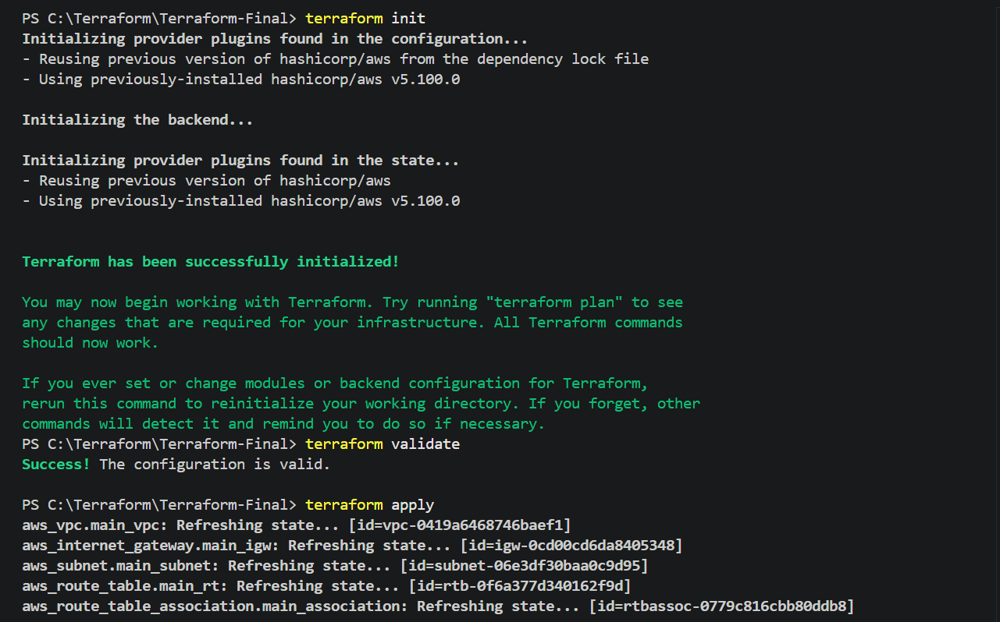 PS C:\Terraform\Terraform-Final> terraform init
Initializing provider plugins found in the configuration...
- Reusing previous version of hashicorp/aws from the dependency lock file
- Using previously-installed hashicorp/aws v5.100.0
Initializing the backend...
Initializing provider plugins found in the state...
- Reusing previous version of hashicorp/aws
- Using previously-installed hashicorp/aws v5.100.0
Terraform has been successfully initialized!
You may now begin working with Terraform. Try running "terraform plan" to see
any changes that are required for your infrastructure. All Terraform commands
should now work.
If you ever set or change modules or backend configuration for Terraform,
rerun this command to reinitialize your working directory. If you forget, other
commands will detect it and remind you to do so if necessary.
PS C:\Terraform\Terraform-Final> terraform validate
Success! The configuration is valid.
PS C:\Terraform\Terraform-Final> terraform apply
aws_vpc.main_vpc: Refreshing state... [id=vpc-0419a6468746baef1]
aws_internet_gateway.main_igw: Refreshing state... [id=igw-0cd00cd6da8405348]
aws_subnet.main_subnet: Refreshing state... [id=subnet-06e3df30baa0c9d95]
aws_route_table.main_rt: Refreshing state... [id=rtb-0f6a377d340162f9d]
aws_route_table_association.main_association: Refreshing state... [id=rtbassoc-0779c816cbb80ddb8]